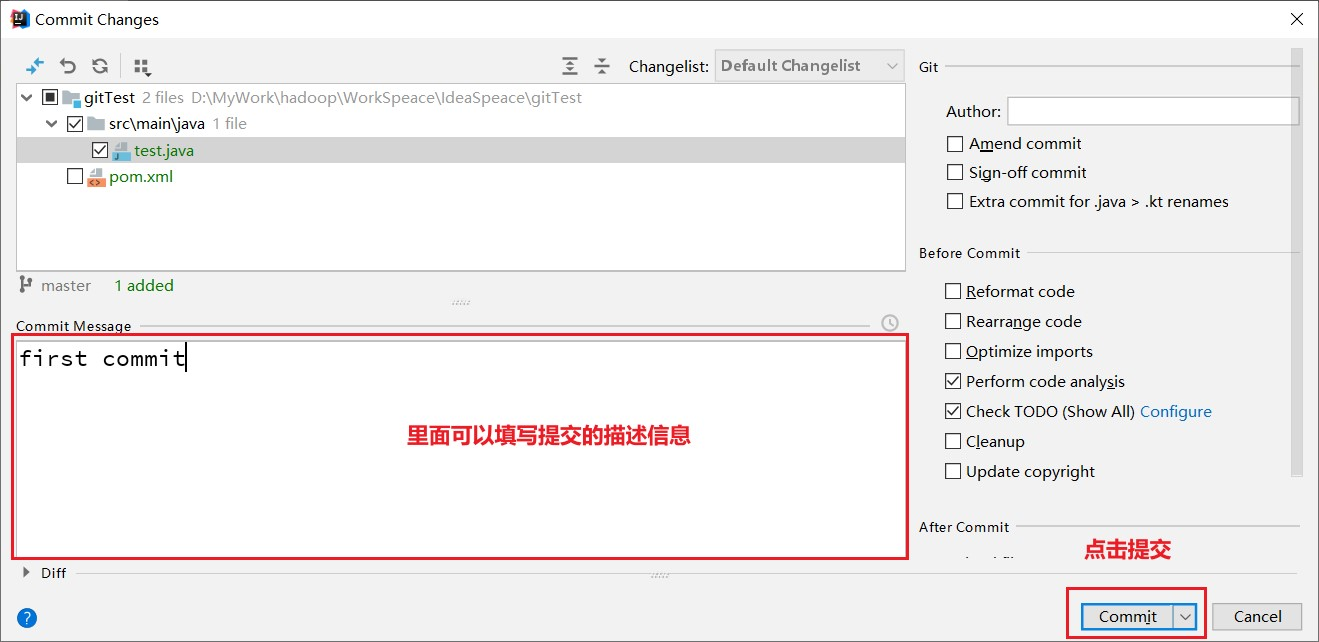 Commit Changes
Changelist: Default Changelist
gitTest 2 files D:\MyWork\hadoop\WorkSpeace\IdeaSpeace\gitTest
src\main\java 1 file
test.java
pom.xml
master 1 added
Commit Message
first commit
里面可以填写提交的描述信息
Diff
Git
Author:
Amend commit
Sign-off commit
Extra commit for .java > .kt renames
Before Commit
Reformat code
Rearrange code
Optimize imports
Perform code analysis
Check TODO (Show All) Configure
Cleanup
Update copyright
After Commit
点击提交
Commit
Cancel